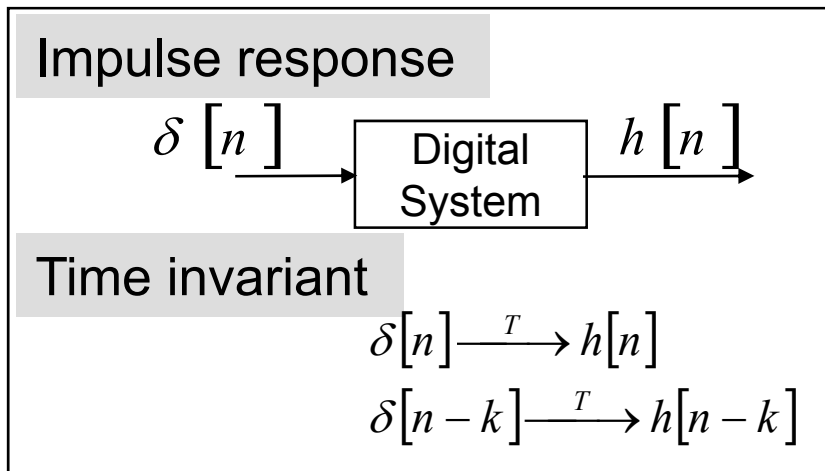 Impulse response
δ [n ]
Digital
System
h [n ]
Time invariant
δ[n] —T→ h[n]
δ[n − k] —T→ h[n − k]